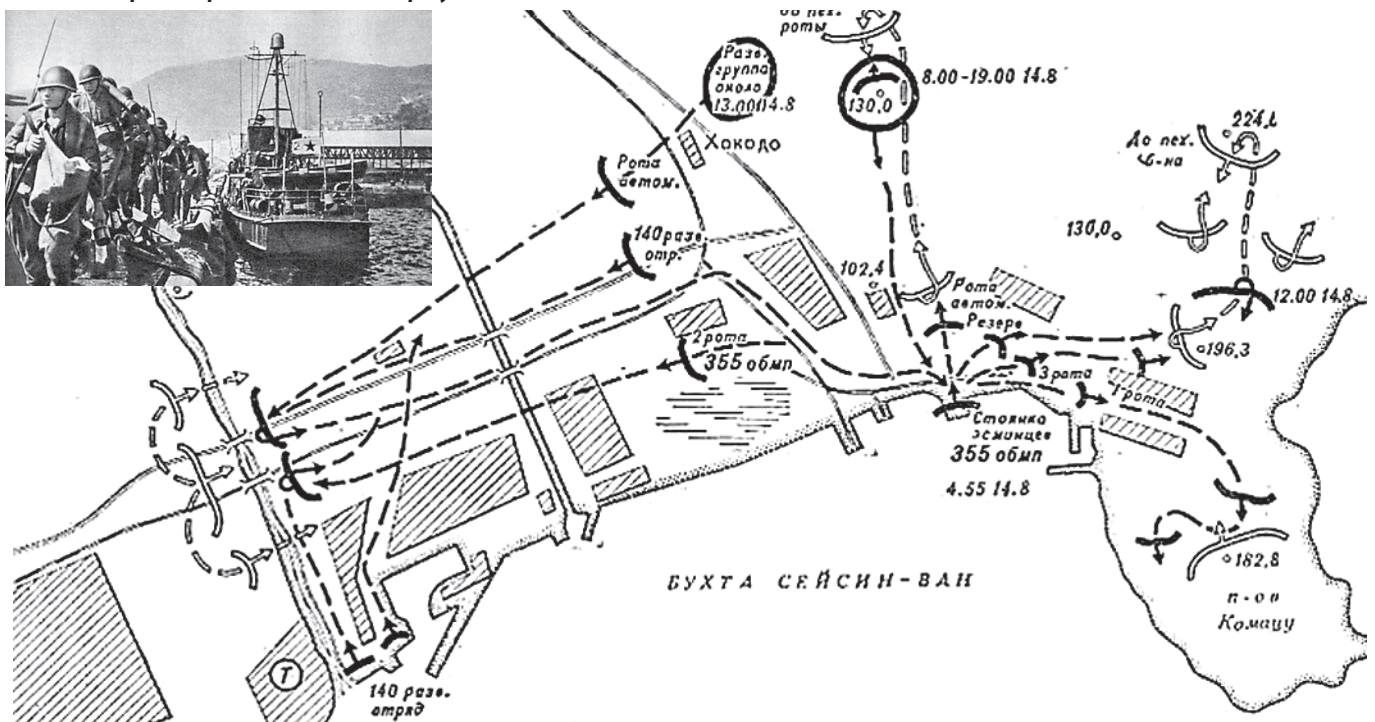 до пех.
роты
Разв.
группа
около
13.00 14.8
8.00-19.00 14.8
130,0
Хокодо
224,1
До пех.
б-на
Рота
автом.
140 разв.
отр.
130,0
102,4
Рота
автом.
Резерв
12.00 14.8
2 рота
355 обмп
196,3
3 рота
1 рота
Стоянка
эсминцев
355 обмп
4.55 14.8
БУХТА СЕЙСИН-ВАН
182,8
п-ов
Комацу
Т
140 разв.
отряд